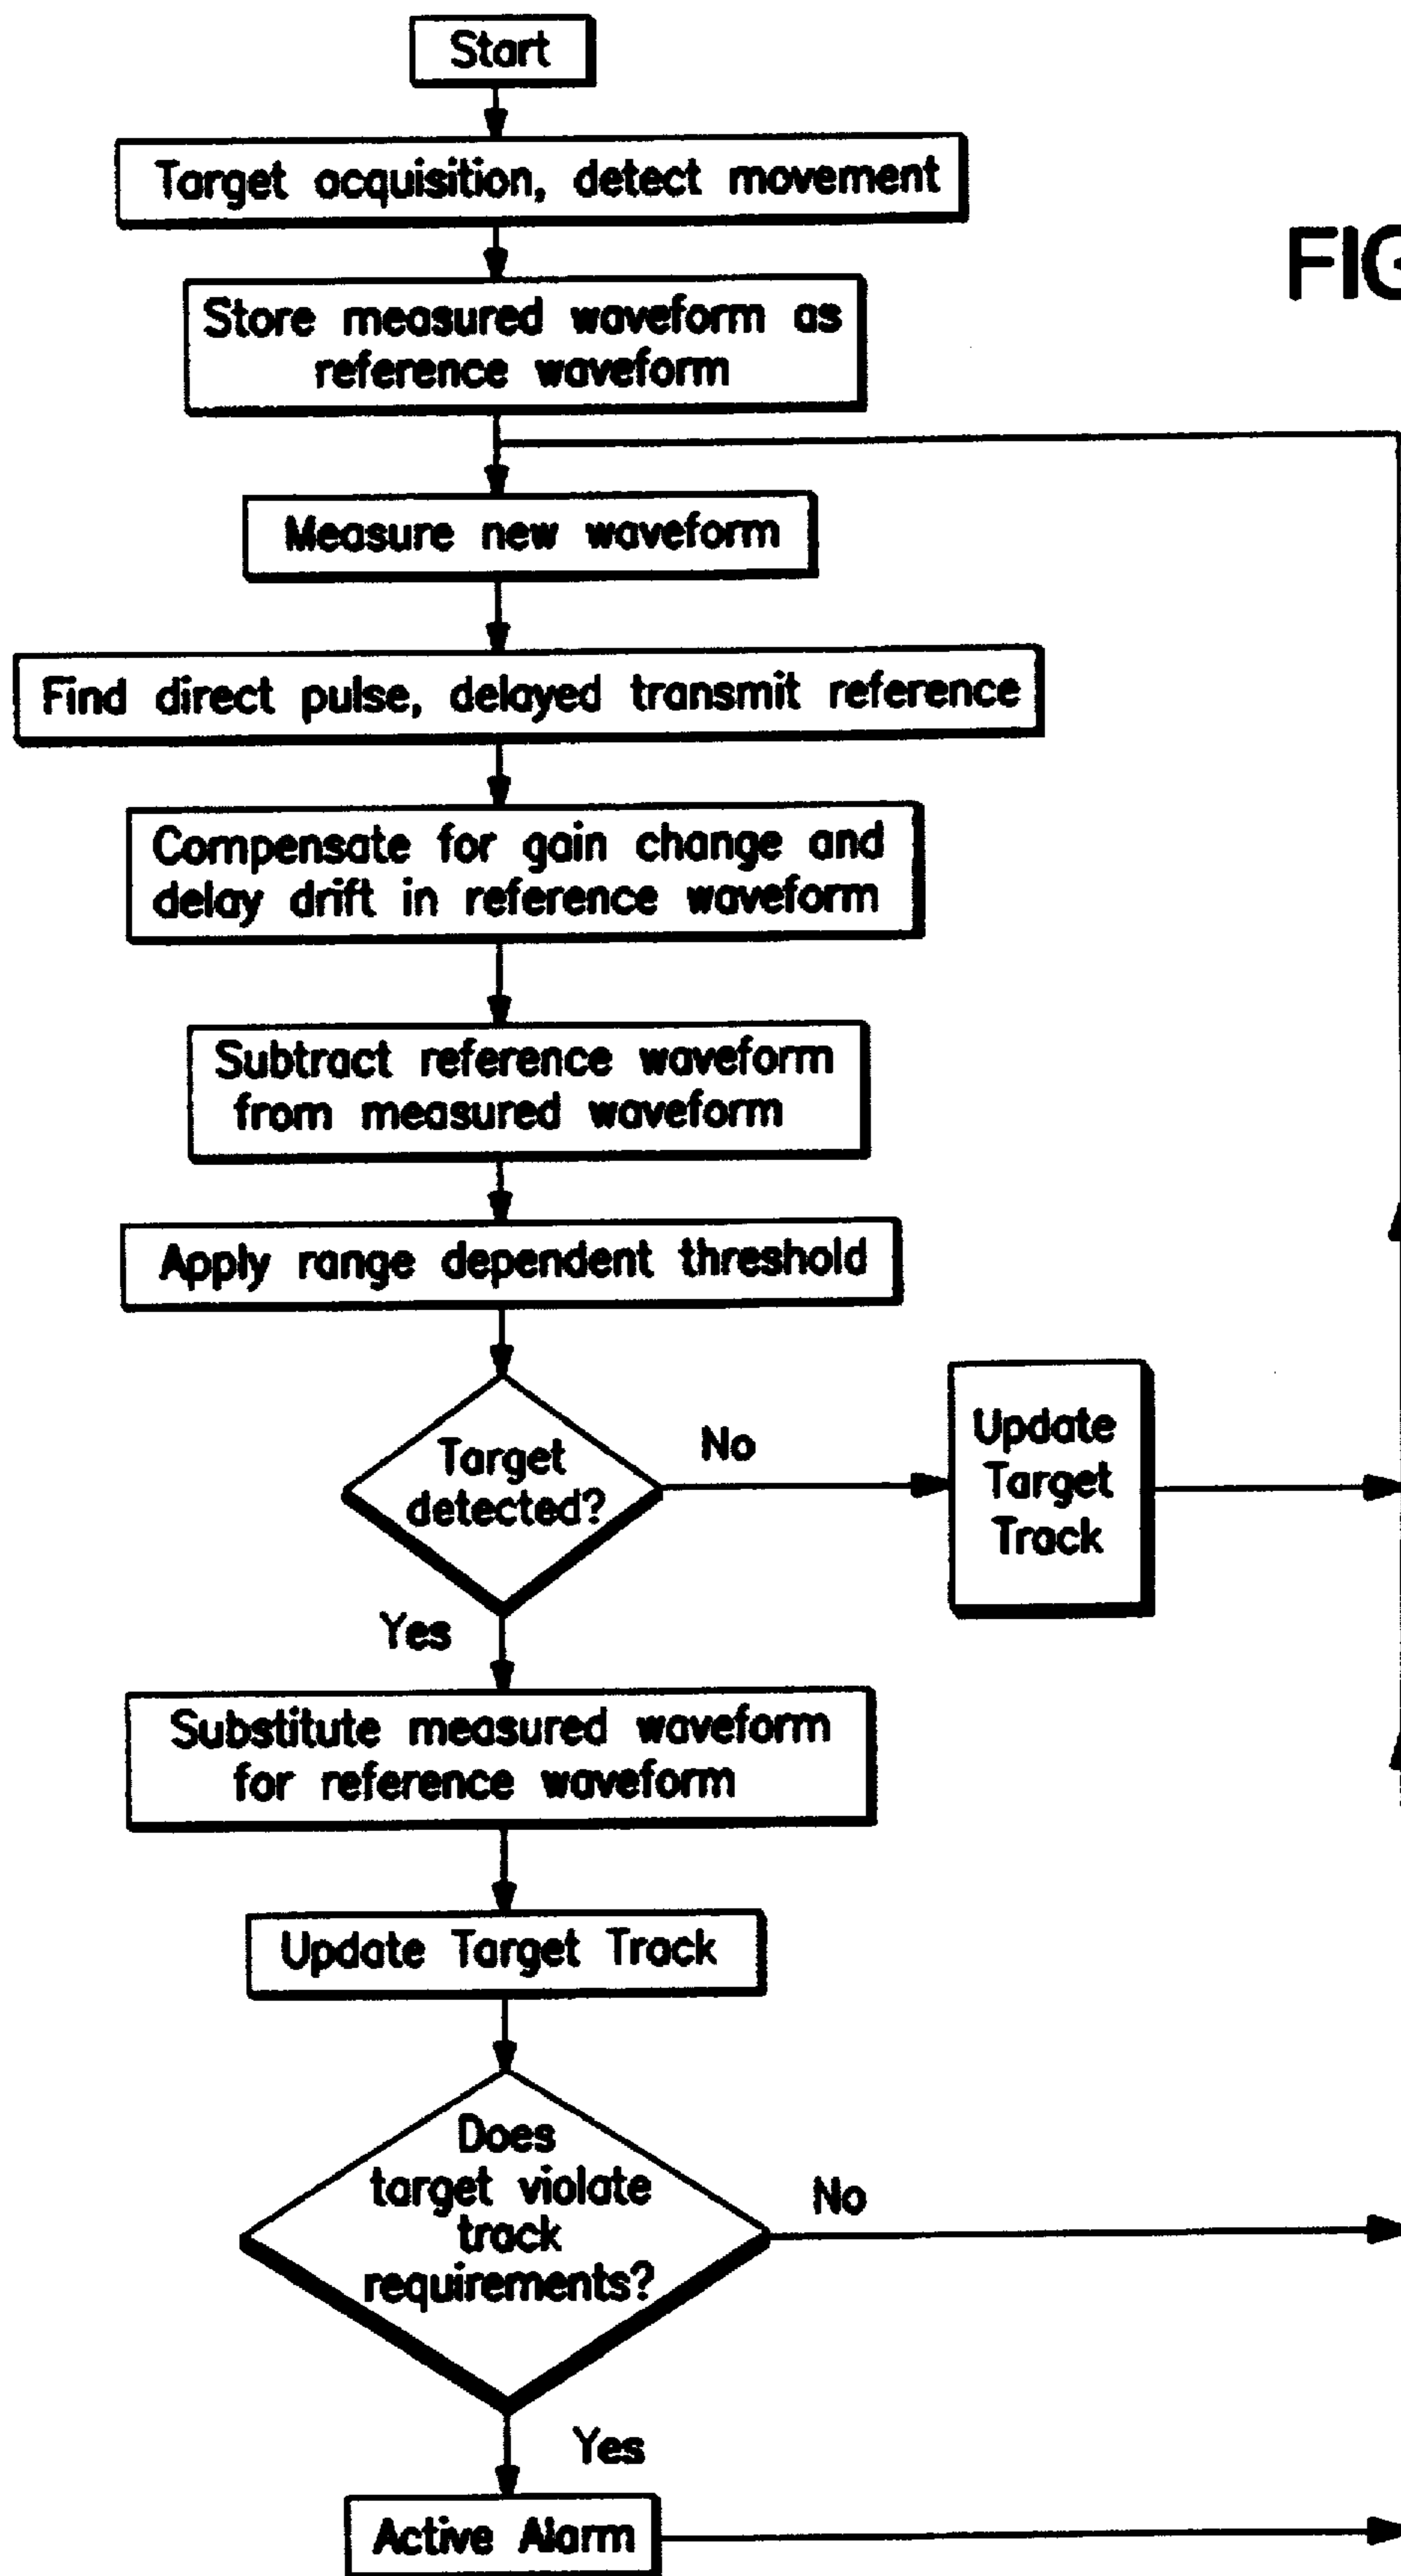 Start
Target acquisition, detect movement
FIG
Store measured waveform as
reference waveform
Measure new waveform
Find direct pulse, delayed transmit reference
Compensate for gain change and
delay drift in reference waveform
Subtract reference waveform
from measured waveform
Apply range dependent threshold
Target
detected?
No
Update
Target
Track
Yes
Substitute measured waveform
for reference waveform
Update Target Track
Does
target violate
track
requirements?
No
Yes
Active Alarm